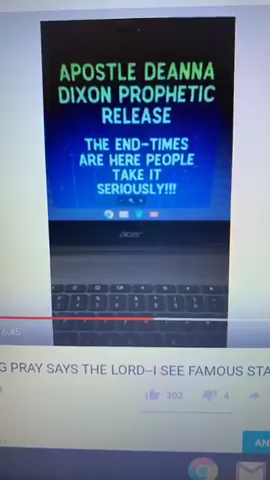 APOSTLE DEANNA
DIXON PROPHETIC
RELEASE
THE END-TIMES
ARE HERE PEOPLE
TAKE IT
SERIOUSLY!!!
acer
6:45
G PRAY SAYS THE LORD--I SEE FAMOUS STA
302
4
AN